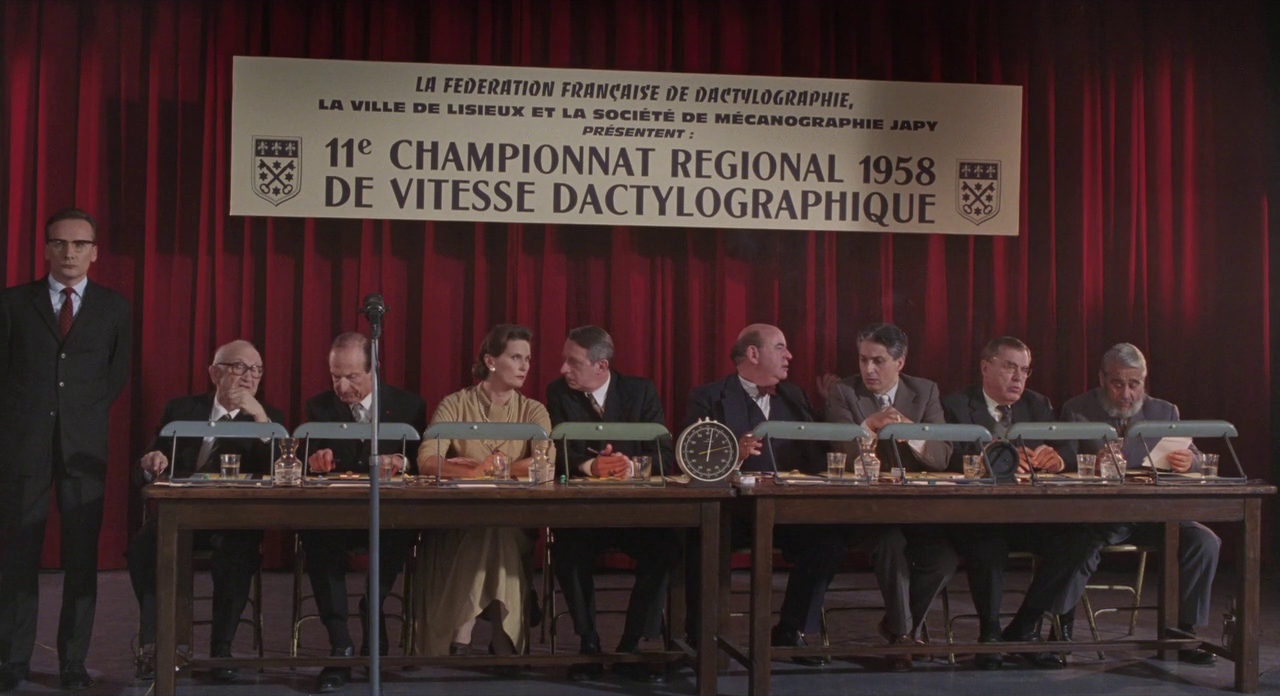 LA FEDERATION FRANÇAISE DE DACTYLOGRAPHIE,
LA VILLE DE LISIEUX ET LA SOCIÉTÉ DE MÉCANOGRAPHIE JAPY
PRÉSENTENT :
11e CHAMPIONNAT REGIONAL 1958
DE VITESSE DACTYLOGRAPHIQUE